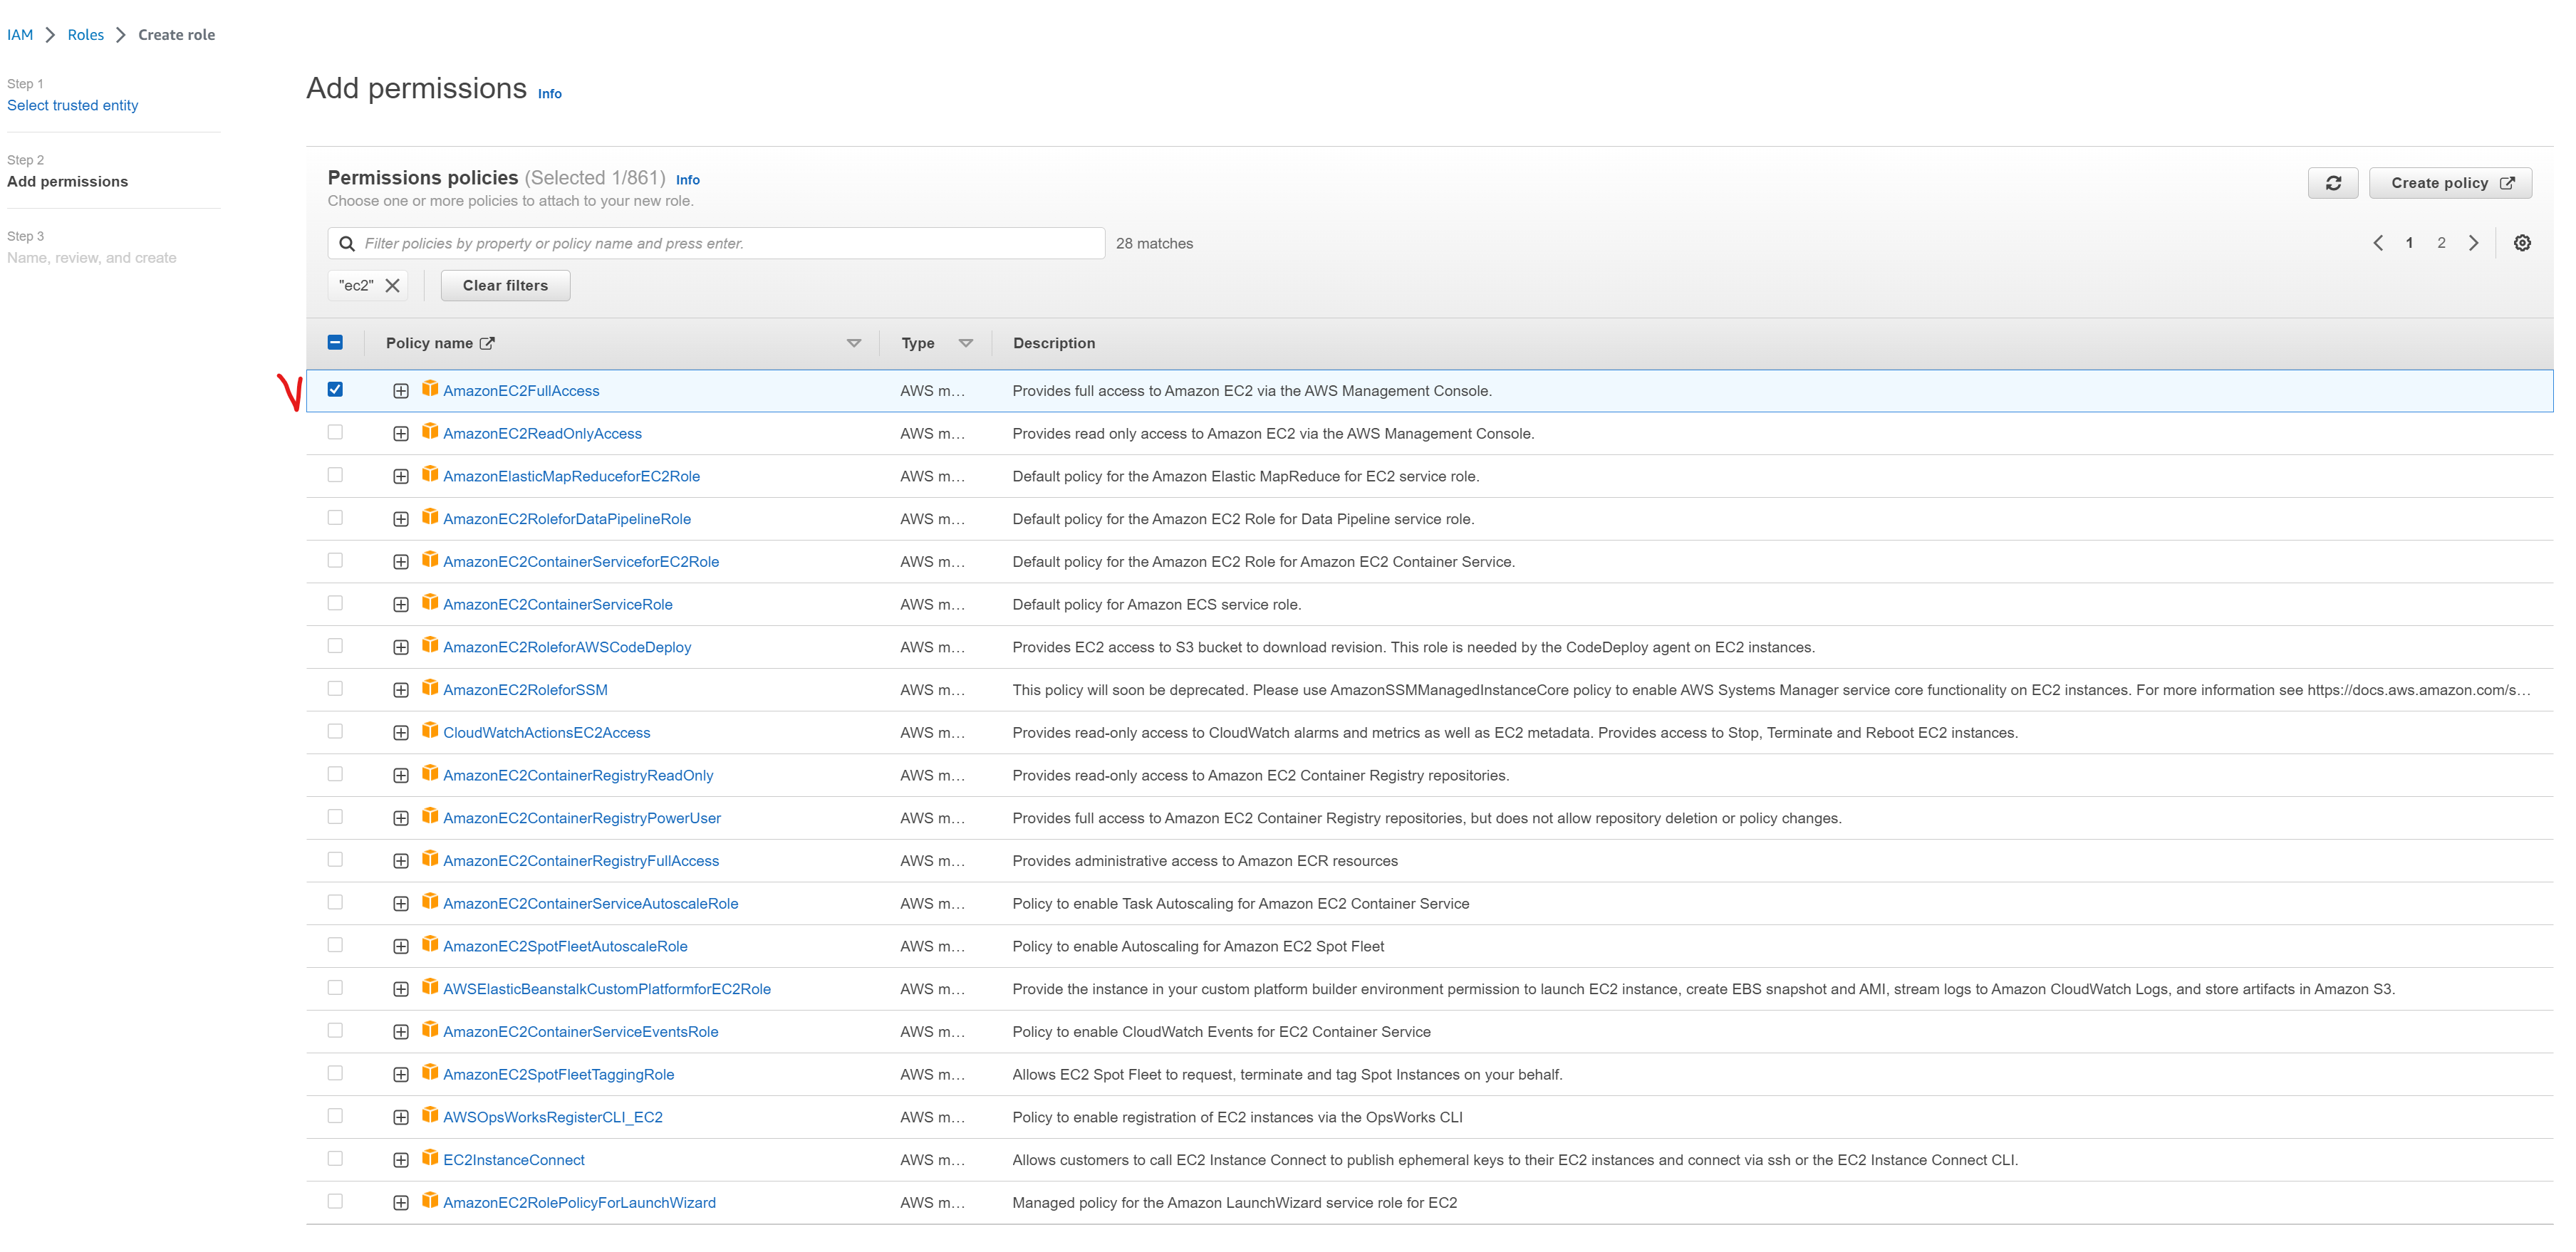 IAM > Roles > Create role
Step 1
Select trusted entity
Step 2
Add permissions
Step 3
Name, review, and create
Add permissions Info
Permissions policies (Selected 1/861) Info
Choose one or more policies to attach to your new role.
Create policy
Filter policies by property or policy name and press enter.
28 matches
1 2
"ec2"
Clear filters
Policy name Type Description
AmazonEC2FullAccess AWS m... Provides full access to Amazon EC2 via the AWS Management Console.
AmazonEC2ReadOnlyAccess AWS m... Provides read only access to Amazon EC2 via the AWS Management Console.
AmazonElasticMapReduceforEC2Role AWS m... Default policy for the Amazon Elastic MapReduce for EC2 service role.
AmazonEC2RoleforDataPipelineRole AWS m... Default policy for the Amazon EC2 Role for Data Pipeline service role.
AmazonEC2ContainerServiceforEC2Role AWS m... Default policy for the Amazon EC2 Role for Amazon EC2 Container Service.
AmazonEC2ContainerServiceRole AWS m... Default policy for Amazon ECS service role.
AmazonEC2RoleforAWSCodeDeploy AWS m... Provides EC2 access to S3 bucket to download revision. This role is needed by the CodeDeploy agent on EC2 instances.
AmazonEC2RoleforSSM AWS m... This policy will soon be deprecated. Please use AmazonSSMManagedInstanceCore policy to enable AWS Systems Manager service core functionality on EC2 instances. For more information see https://docs.aws.amazon.com/s...
CloudWatchActionsEC2Access AWS m... Provides read-only access to CloudWatch alarms and metrics as well as EC2 metadata. Provides access to Stop, Terminate and Reboot EC2 instances.
AmazonEC2ContainerRegistryReadOnly AWS m... Provides read-only access to Amazon EC2 Container Registry repositories.
AmazonEC2ContainerRegistryPowerUser AWS m... Provides full access to Amazon EC2 Container Registry repositories, but does not allow repository deletion or policy changes.
AmazonEC2ContainerRegistryFullAccess AWS m... Provides administrative access to Amazon ECR resources
AmazonEC2ContainerServiceAutoscaleRole AWS m... Policy to enable Task Autoscaling for Amazon EC2 Container Service
AmazonEC2SpotFleetAutoscaleRole AWS m... Policy to enable Autoscaling for Amazon EC2 Spot Fleet
AWSElasticBeanstalkCustomPlatformforEC2Role AWS m... Provide the instance in your custom platform builder environment permission to launch EC2 instance, create EBS snapshot and AMI, stream logs to Amazon CloudWatch Logs, and store artifacts in Amazon S3.
AmazonEC2ContainerServiceEventsRole AWS m... Policy to enable CloudWatch Events for EC2 Container Service
AmazonEC2SpotFleetTaggingRole AWS m... Allows EC2 Spot Fleet to request, terminate and tag Spot Instances on your behalf.
AWSOpsWorksRegisterCLI_EC2 AWS m... Policy to enable registration of EC2 instances via the OpsWorks CLI
EC2InstanceConnect AWS m... Allows customers to call EC2 Instance Connect to publish ephemeral keys to their EC2 instances and connect via ssh or the EC2 Instance Connect CLI.
AmazonEC2RolePolicyForLaunchWizard AWS m... Managed policy for the Amazon LaunchWizard service role for EC2